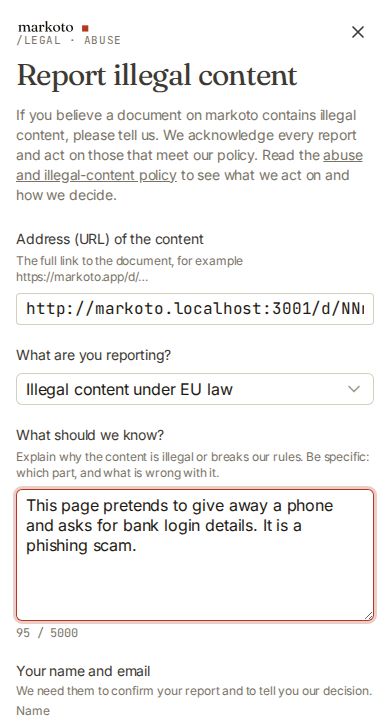 markoto
/LEGAL · ABUSE
Report illegal content
If you believe a document on markoto contains illegal
content, please tell us. We acknowledge every report
and act on those that meet our policy. Read the abuse
and illegal-content policy to see what we act on and
how we decide.
Address (URL) of the content
The full link to the document, for example
https://markoto.app/d/…
http://markoto.localhost:3001/d/NN
What are you reporting?
Illegal content under EU law
What should we know?
Explain why the content is illegal or breaks our rules. Be specific:
which part, and what is wrong with it.
This page pretends to give away a phone
and asks for bank login details. It is a
phishing scam.
95 / 5000
Your name and email
We need them to confirm your report and to tell you our decision.
Name